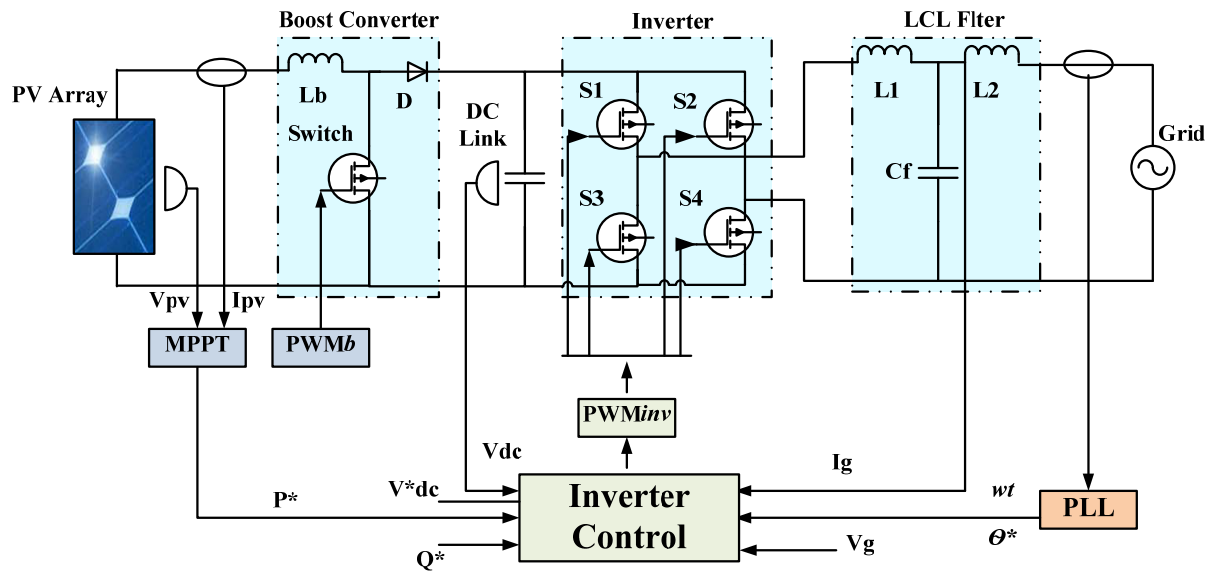 Boost Converter
Inverter
LCL Flter
PV Array
Lb
D
DC
Link
S1
S2
L1
L2
Switch
Grid
Cf
S3
S4
Vpv
Ipv
MPPT
PWMb
PWMinv
Vdc
Ig
V*dc
Inverter
Control
wt
PLL
P*
Θ*
Q*
Vg